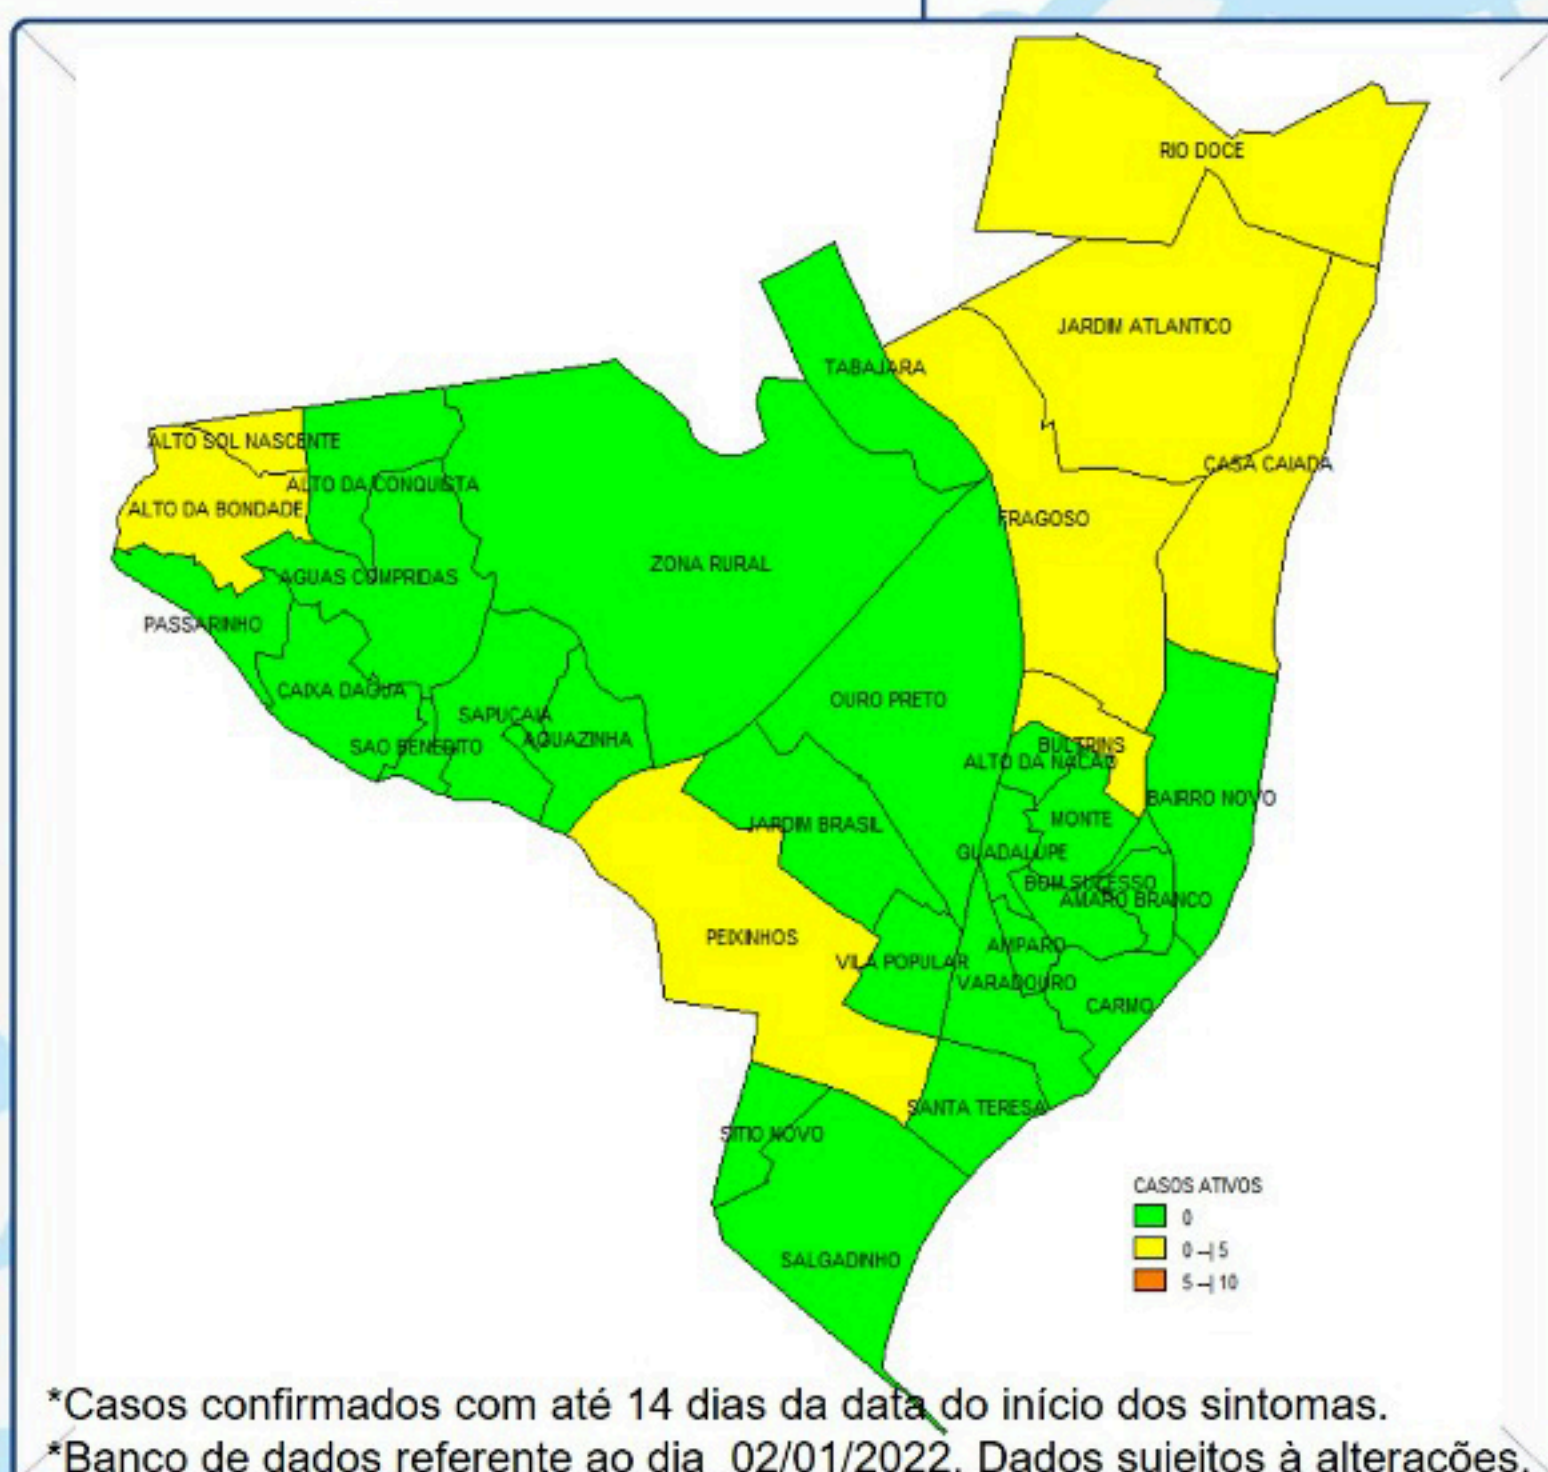 RIO DOCE
JARDIM ATLANTICO
TABAJARA
ALTO SOL NASCENTE
CASA CAIADA
ALTO DA CONQUISTA
ALTO DA BONDADE
FRAGOSO
ZONA RURAL
AGUAS COMPRIDAS
PASSARINHO
CAIXA DAGUA
OURO PRETO
SAPUCAIA
AGUAZINHA
SAO BENEDITO
BULTRINS
ALTO DA NACAO
BAIRRO NOVO
MONTE
JARDIM BRASIL
GUADALUPE
BOM SUCESSO
AMARO BRANCO
PEIXINHOS
AMPARO
VILA POPULAR
VARADOURO
CARMO
SANTA TERESA
SITIO NOVO
SALGADINHO
CASOS ATIVOS
0
0 --| 5
5 --| 10
*Casos confirmados com até 14 dias da data do início dos sintomas.
*Banco de dados referente ao dia 02/01/2022. Dados sujeitos à alterações.